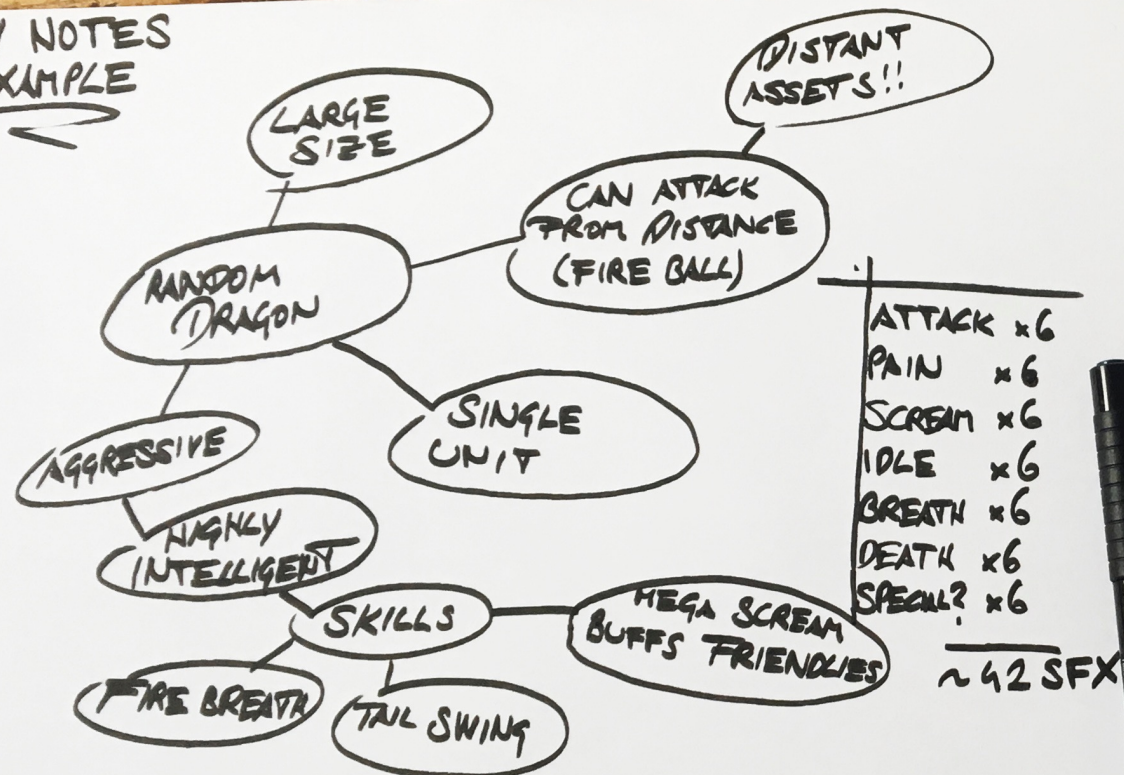 NOTES
XAMPLE
LARGE
SIZE
DISTANT
ASSETS!!
CAN ATTACK
FROM DISTANCE
(FIRE BALL)
RANDOM
DRAGON
SINGLE
UNIT
AGGRESSIVE
HIGHLY
INTELLIGENT
SKILLS
MEGA SCREAM
BUFFS FRIENDLIES
FIRE BREATH
TAIL SWING
ATTACK x6
PAIN x6
SCREAM x6
IDLE x6
BREATH x6
DEATH x6
SPECIAL? x6
~42 SFX